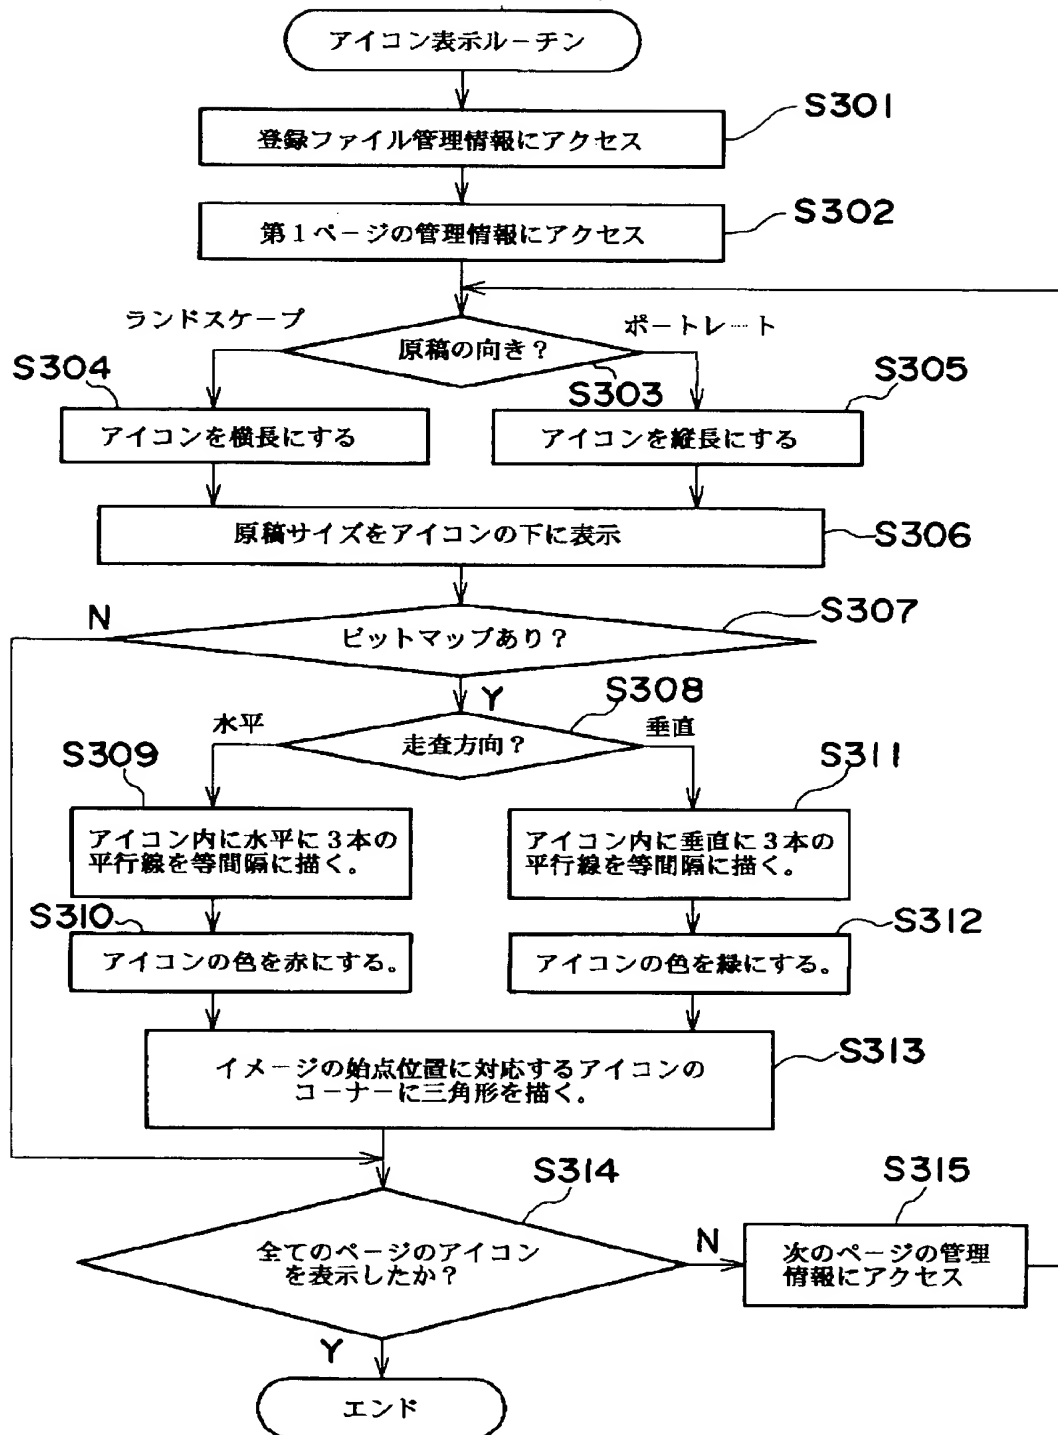 アイコン表示ルーチン
S301
登録ファイル管理情報にアクセス
S302
第1ページの管理情報にアクセス
ランドスケープ
ポートレート
原稿の向き?
S304
S303
S305
アイコンを横長にする
アイコンを縦長にする
原稿サイズをアイコンの下に表示
S306
N
S307
ビットマップあり?
Y
S308
水平
走査方向?
垂直
S309
S311
アイコン内に水平に3本の
平行線を等間隔に描く。
アイコン内に垂直に3本の
平行線を等間隔に描く。
S310
S312
アイコンの色を赤にする。
アイコンの色を緑にする。
S313
イメージの始点位置に対応するアイコンの
コーナーに三角形を描く。
S314
S315
全てのページのアイコン
を表示したか?
N
次のページの管理
情報にアクセス
Y
エンド